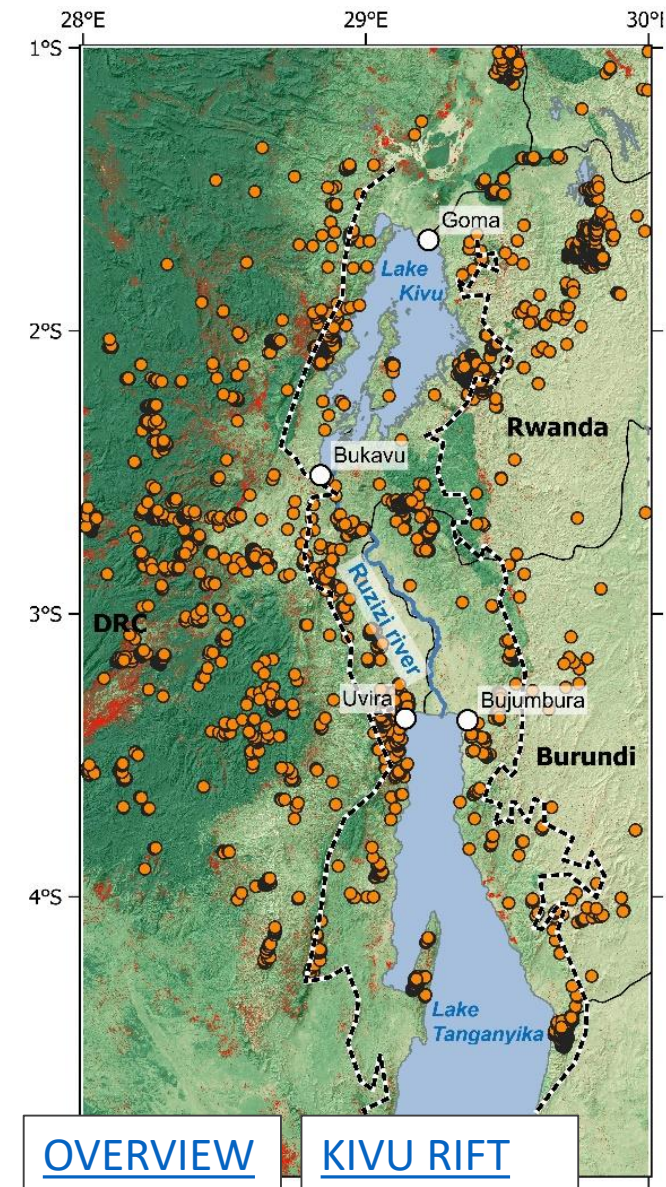 28°E 29°E 30°E
1°S
Goma
Lake
Kivu
2°S
Rwanda
Bukavu
Ruzizi river
3°S
DRC
Uvira
Bujumbura
Burundi
4°S
Lake
Tanganyika
OVERVIEW
KIVU RIFT